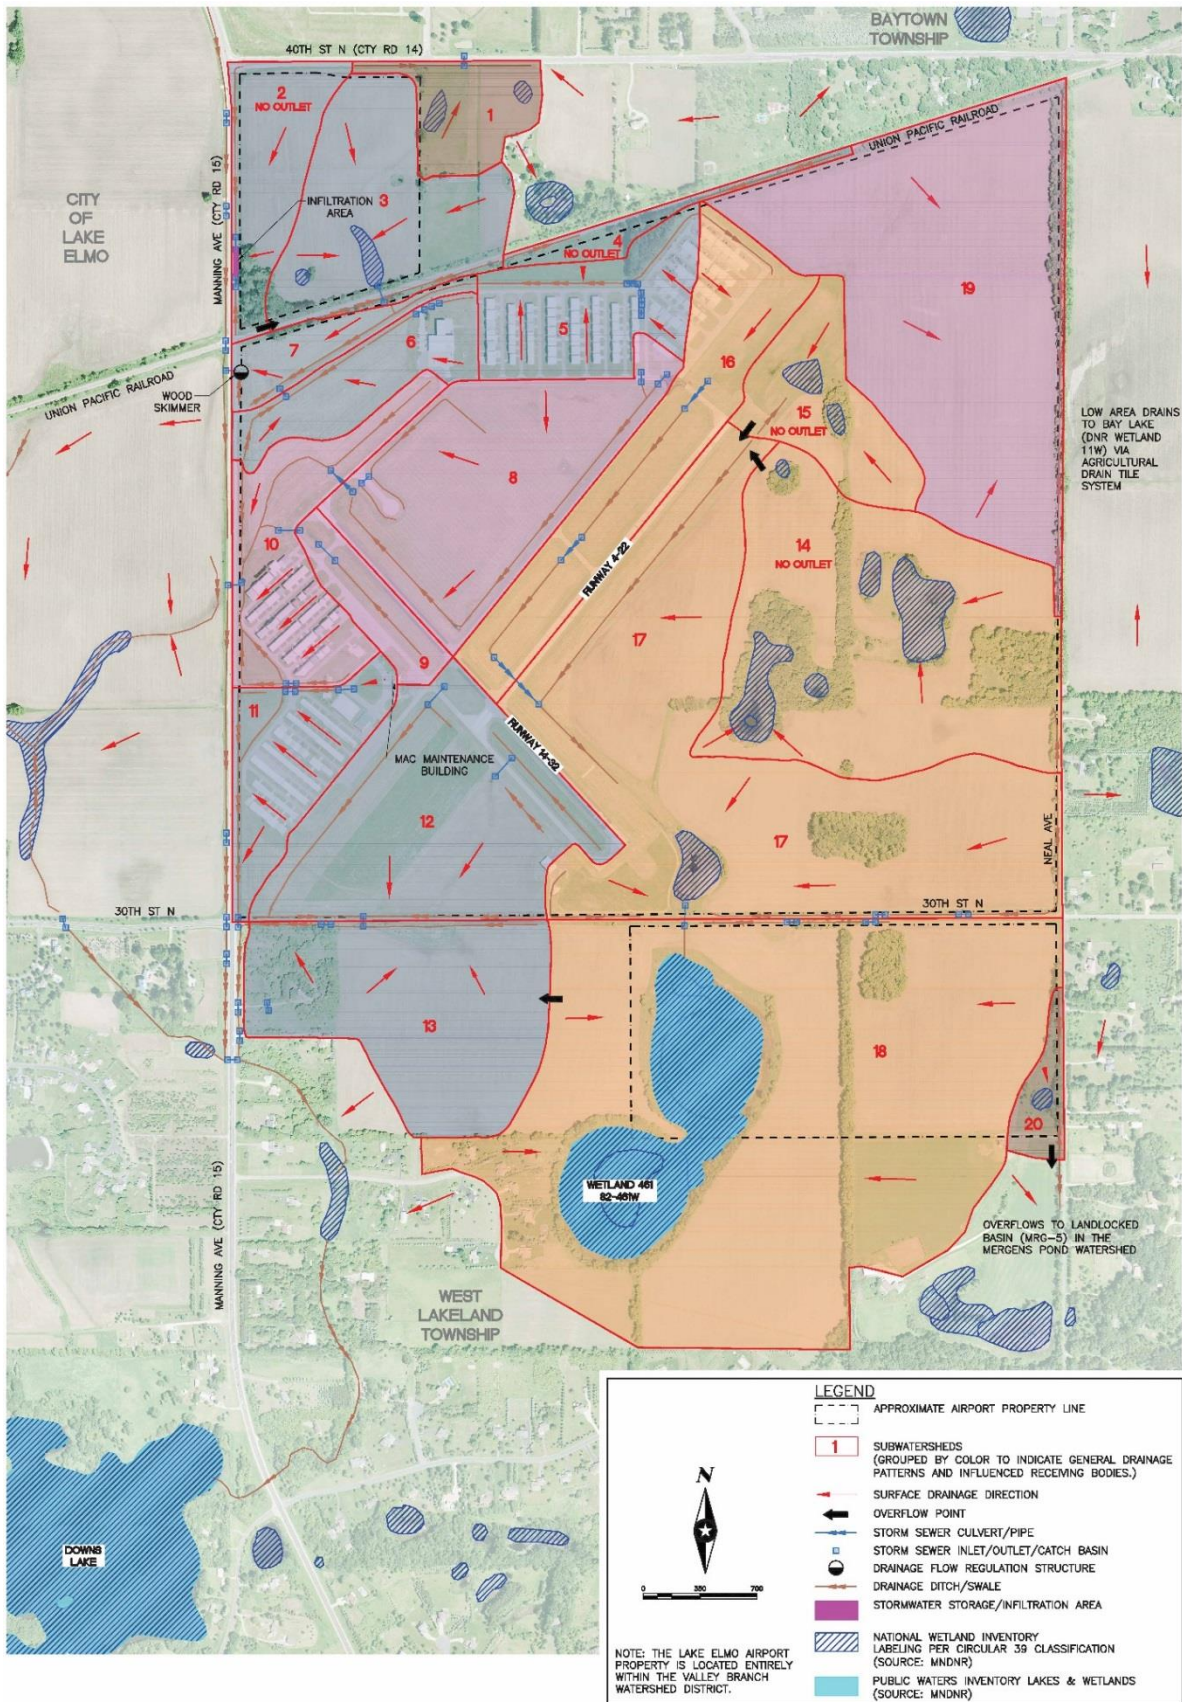 BAYTOWN
TOWNSHIP
40TH ST N (CTY RD 14)
2
NO OUTLET
1
UNION PACIFIC RAILROAD
MANNING AVE (CTY RD 15)
CITY
OF
LAKE
ELMO
INFILTRATION
AREA
3
4
NO OUTLET
19
7
6
5
16
WOOD
SKIMMER
UNION PACIFIC RAILROAD
15
NO OUTLET
LOW AREA DRAINS
TO BAY LAKE
(DNR WETLAND
11W) VIA
AGRICULTURAL
DRAIN TILE
SYSTEM
8
10
14
NO OUTLET
RUNWAY 4-22
17
9
11
RUNWAY 14-32
MAC MAINTENANCE
BUILDING
12
17
NEAL AVE
30TH ST N
30TH ST N
13
18
20
WETLAND 461
82-461W
MANNING AVE (CTY RD 15)
OVERFLOWS TO LANDLOCKED
BASIN (MRG-5) IN THE
MERGENS POND WATERSHED
WEST
LAKELAND
TOWNSHIP
DOWNS
LAKE
LEGEND
APPROXIMATE AIRPORT PROPERTY LINE
1
SUBWATERSHEDS
(GROUPED BY COLOR TO INDICATE GENERAL DRAINAGE
PATTERNS AND INFLUENCED RECEIVING BODIES.)
SURFACE DRAINAGE DIRECTION
OVERFLOW POINT
STORM SEWER CULVERT/PIPE
STORM SEWER INLET/OUTLET/CATCH BASIN
DRAINAGE FLOW REGULATION STRUCTURE
DRAINAGE DITCH/SWALE
STORMWATER STORAGE/INFILTRATION AREA
NATIONAL WETLAND INVENTORY
LABELING PER CIRCULAR 39 CLASSIFICATION
(SOURCE: MNDNR)
PUBLIC WATERS INVENTORY LAKES & WETLANDS
(SOURCE: MNDNR)
N
0 350 700
NOTE: THE LAKE ELMO AIRPORT
PROPERTY IS LOCATED ENTIRELY
WITHIN THE VALLEY BRANCH
WATERSHED DISTRICT.